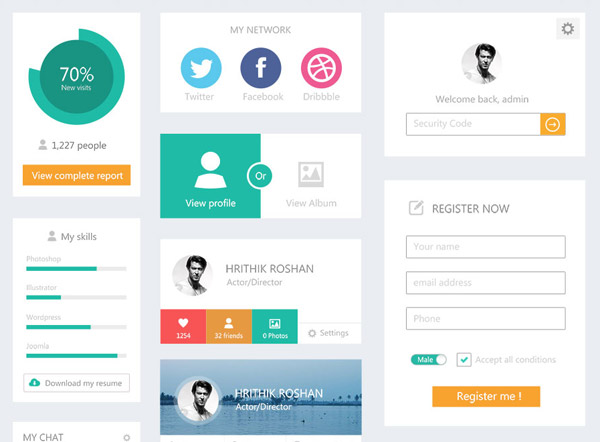 70%
New visits
1,227 people
View complete report
My skills
Photoshop
Illustrator
Wordpress
Joomla
Download my resume
MY CHAT
MY NETWORK
Twitter
Facebook
Dribbble
View profile
Or
View Album
HRITHIK ROSHAN
Actor/Director
1254
32 friends
0 Photos
Settings
HRITHIK ROSHAN
Actor/Director
Welcome back, admin
Security Code
REGISTER NOW
Your name
email address
Phone
Male
Accept all conditions
Register me !